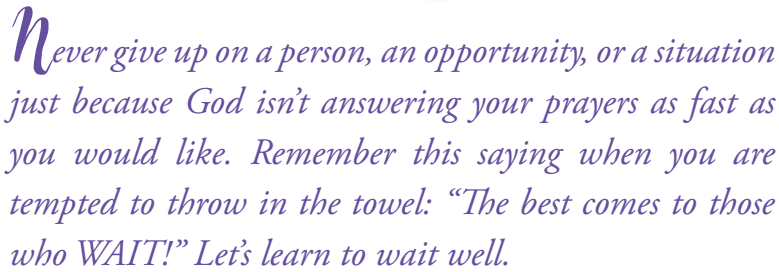 Never give up on a person, an opportunity, or a situation
just because God isn’t answering your prayers as fast as
you would like. Remember this saying when you are
tempted to throw in the towel: “The best comes to those
who WAIT!” Let’s learn to wait well.